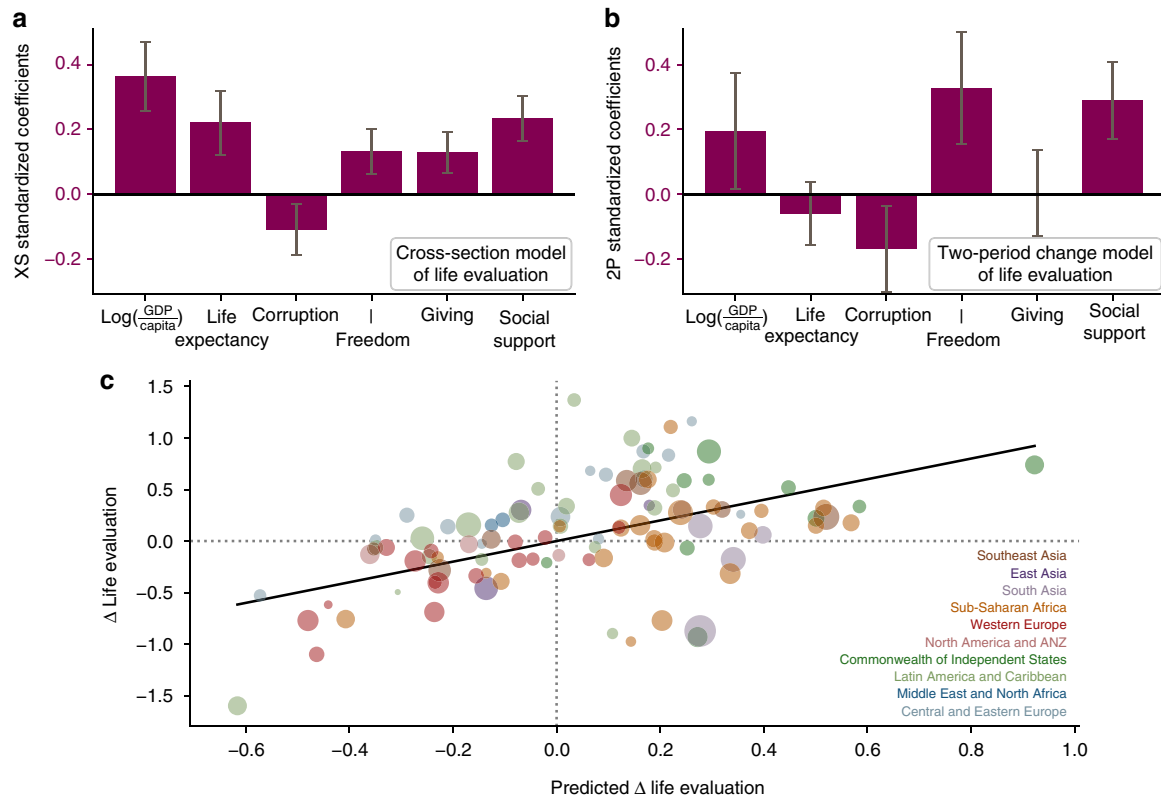 a
XS standardized coefficients
0.4
0.2
0.0
−0.2
Cross-section model
of life evaluation
Log(GDP/capita)
Life
expectancy
Corruption
Freedom
Giving
Social
support
b
2P standardized coefficients
0.4
0.2
0.0
−0.2
Two-period change model
of life evaluation
Log(GDP/capita)
Life
expectancy
Corruption
Freedom
Giving
Social
support
c
Δ Life evaluation
1.5
1.0
0.5
0.0
−0.5
−1.0
−1.5
Southeast Asia
East Asia
South Asia
Sub-Saharan Africa
Western Europe
North America and ANZ
Commonwealth of Independent States
Latin America and Caribbean
Middle East and North Africa
Central and Eastern Europe
−0.6
−0.4
−0.2
0.0
0.2
0.4
0.6
0.8
1.0
Predicted Δ life evaluation